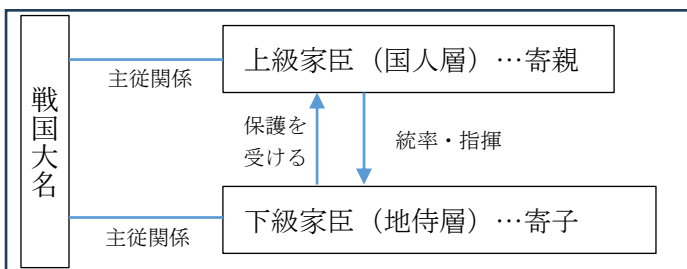 戦国大名
上級家臣（国人層）…寄親
主従関係
保護を
受ける
統率・指揮
下級家臣（地侍層）…寄子
主従関係